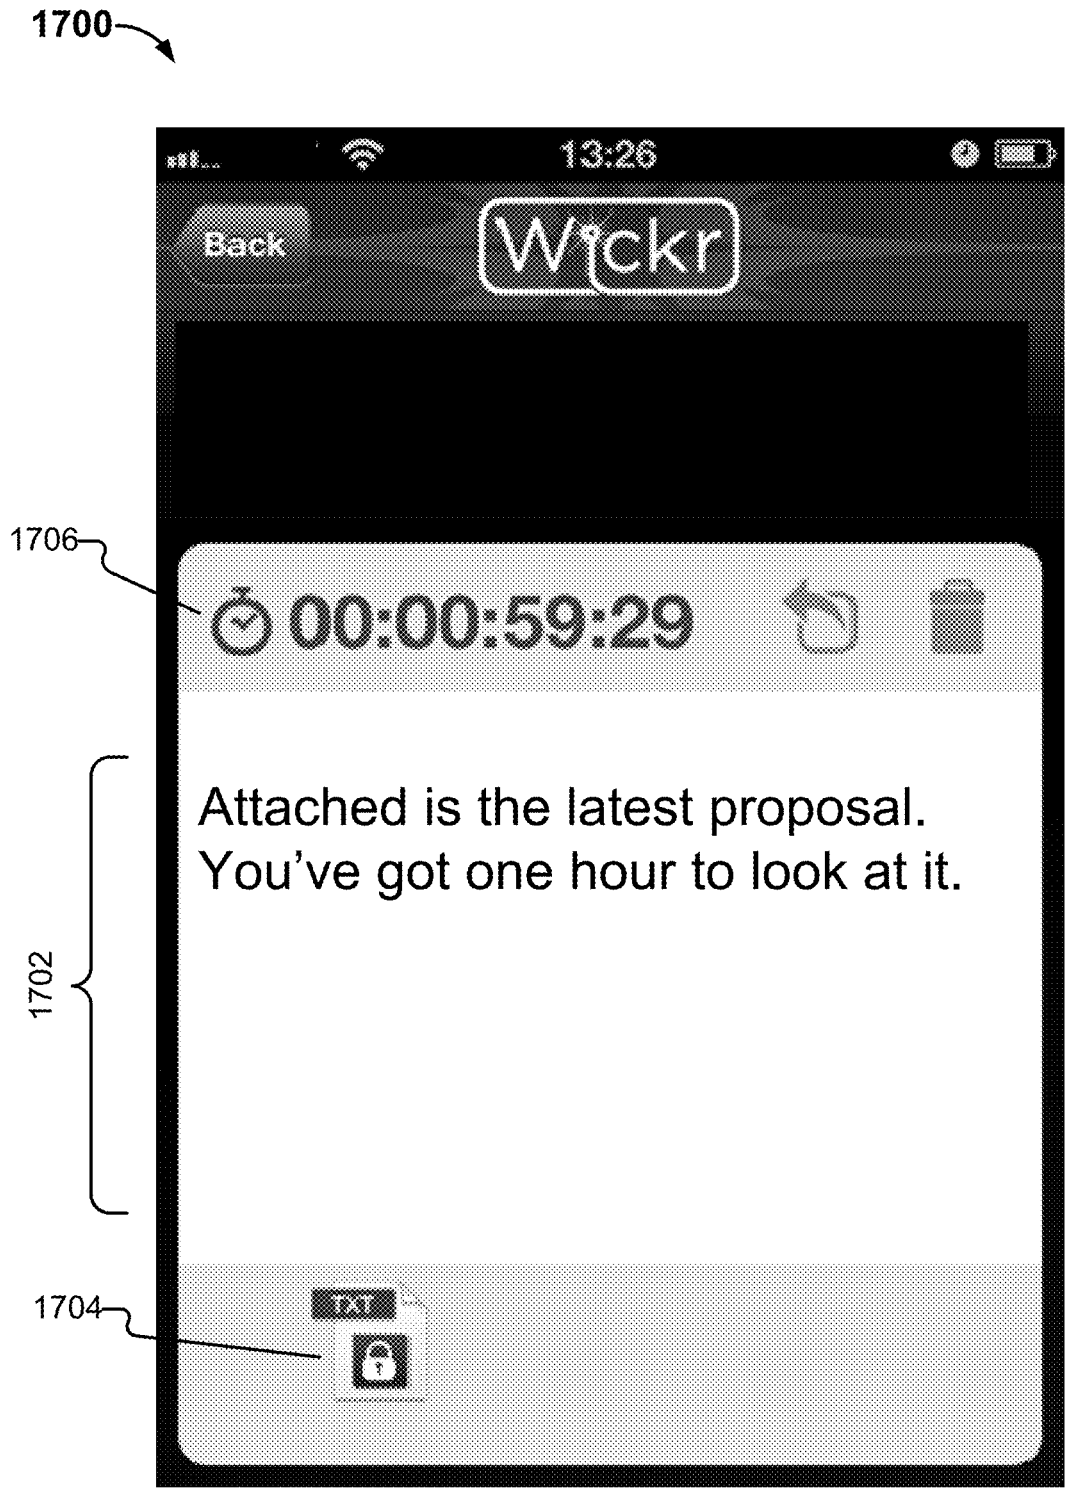 1700
13:26
Back
Wickr
1706
00:00:59:29
Attached is the latest proposal.
You've got one hour to look at it.
1702
1704
TXT